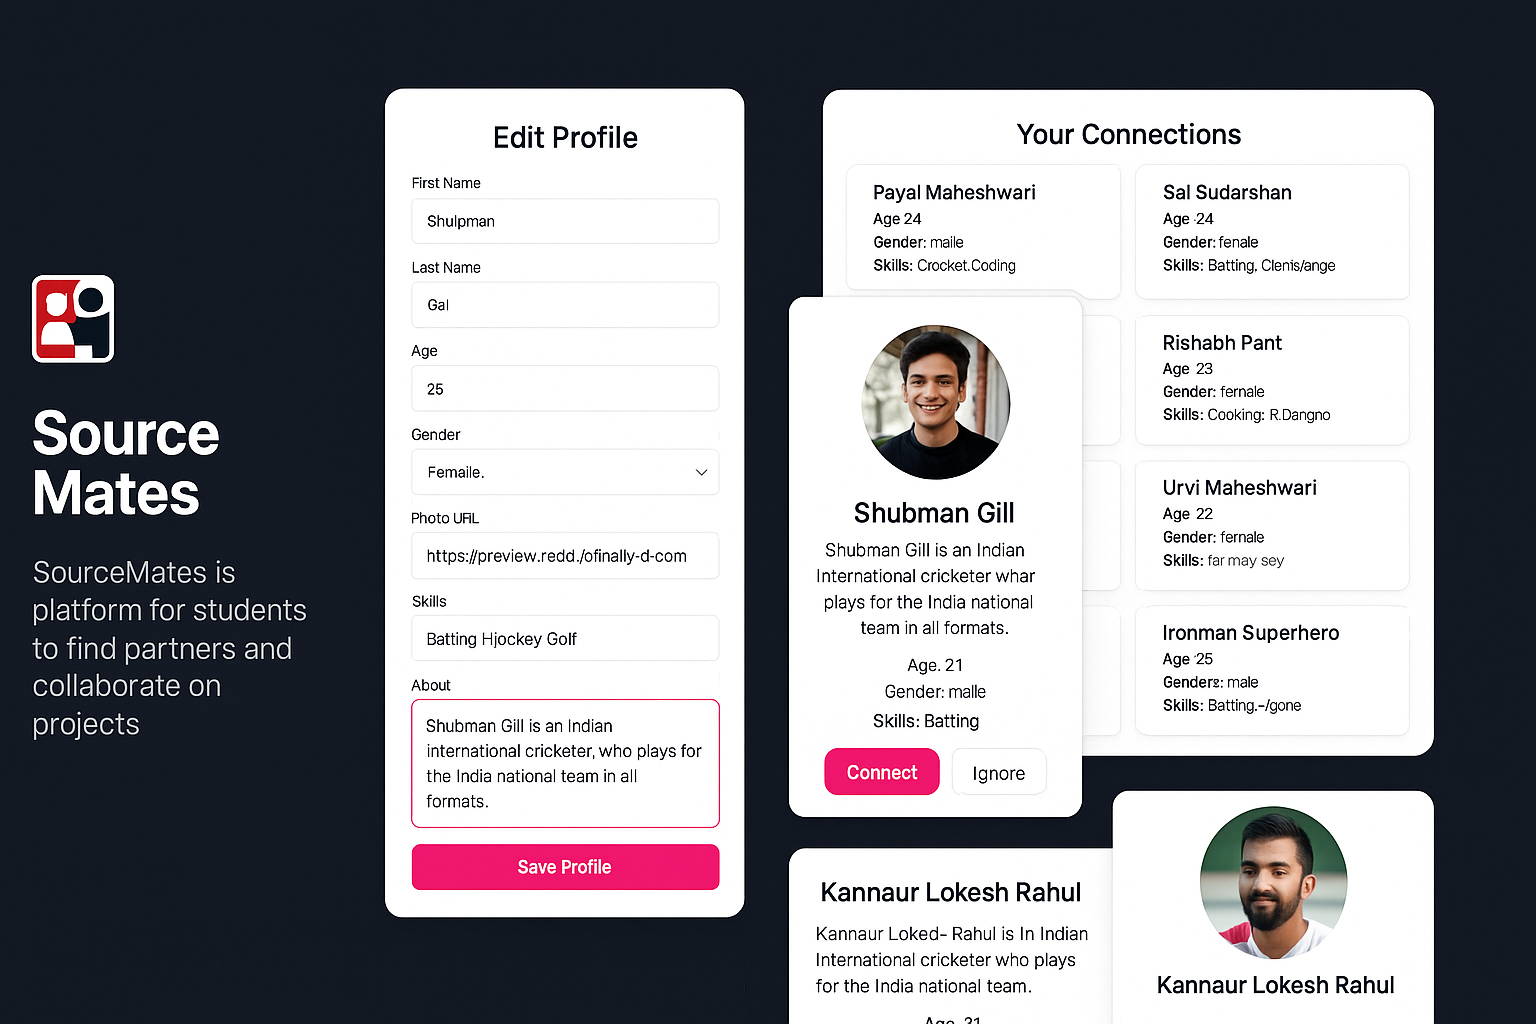 Source
Mates
SourceMates is
platform for students
to find partners and
collaborate on
projects
Edit Profile
First Name
Shulpman
Last Name
Gal
Age
25
Gender
Femaile.
Photo URL
https://preview.redd./ofinally-d-com
Skills
Batting Hjockey Golf
About
Shubman Gill is an Indian
international cricketer, who plays for
the India national team in all
formats.
Save Profile
Your Connections
Payal Maheshwari
Age 24
Gender: maile
Skills: Crocket.Coding
Sal Sudarshan
Age ·24
Gender: fenale
Skills: Batting, Clenis/ange
Rishabh Pant
Age 23
Gender: fernale
Skills: Cooking: R.Dangno
Urvi Maheshwari
Age 22
Gender: fernale
Skills: far may sey
Ironman Superhero
Age ·25
Genders: male
Skills: Batting.-/gone
Shubman Gill
Shubman Gill is an Indian
International cricketer whar
plays for the India national
team in all formats.
Age. 21
Gender: malle
Skills: Batting
Connect
Ignore
Kannaur Lokesh Rahul
Kannaur Loked- Rahul is In Indian
International cricketer who plays
for the India national team.
Age. 31
Kannaur Lokesh Rahul